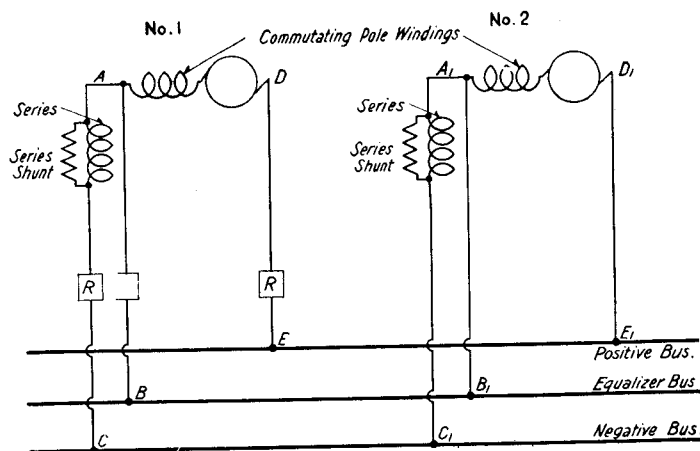 No. 1
No. 2
Commutating Pole Windings
A
D
A1
D1
Series
Series
Series
Shunt
Series
Shunt
R
R
E
E1
Positive Bus.
B
B1
Equalizer Bus
C
C1
Negative Bus